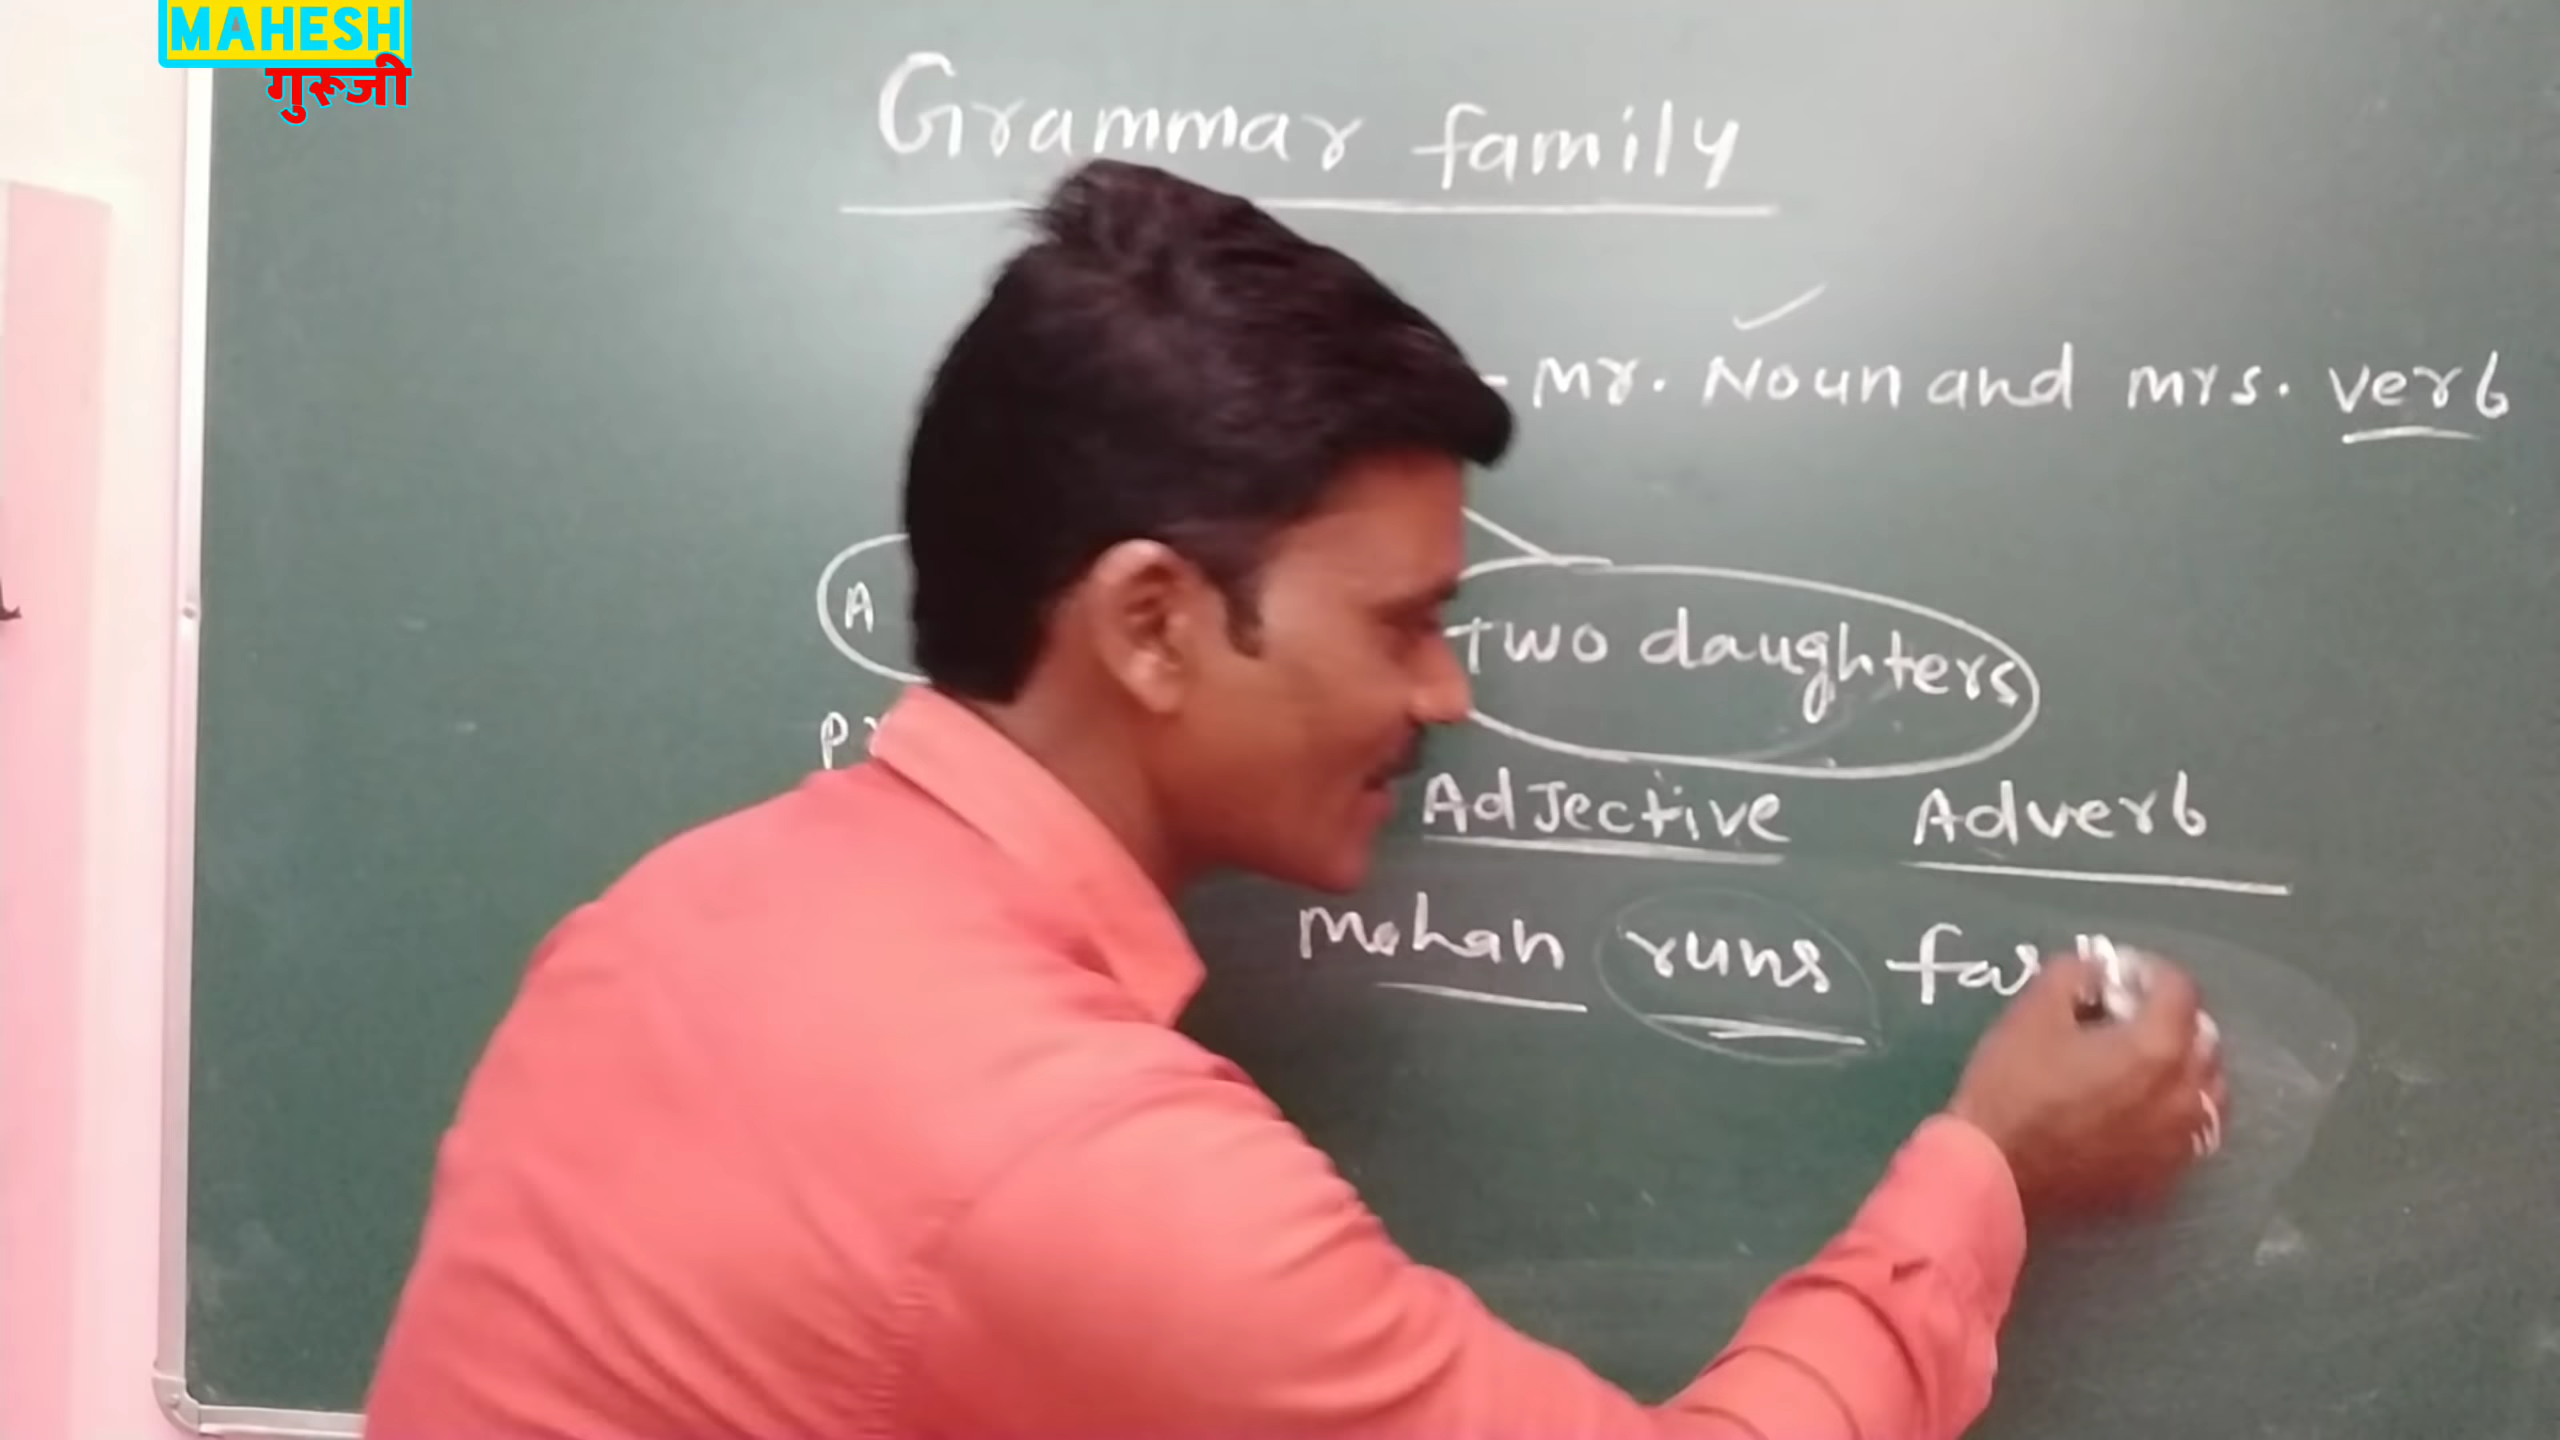 MAHESH
गुरूजी
Grammar family
- Mr. Noun and mrs. verb
A
two daughters
Adjective Adverb
Mohan runs